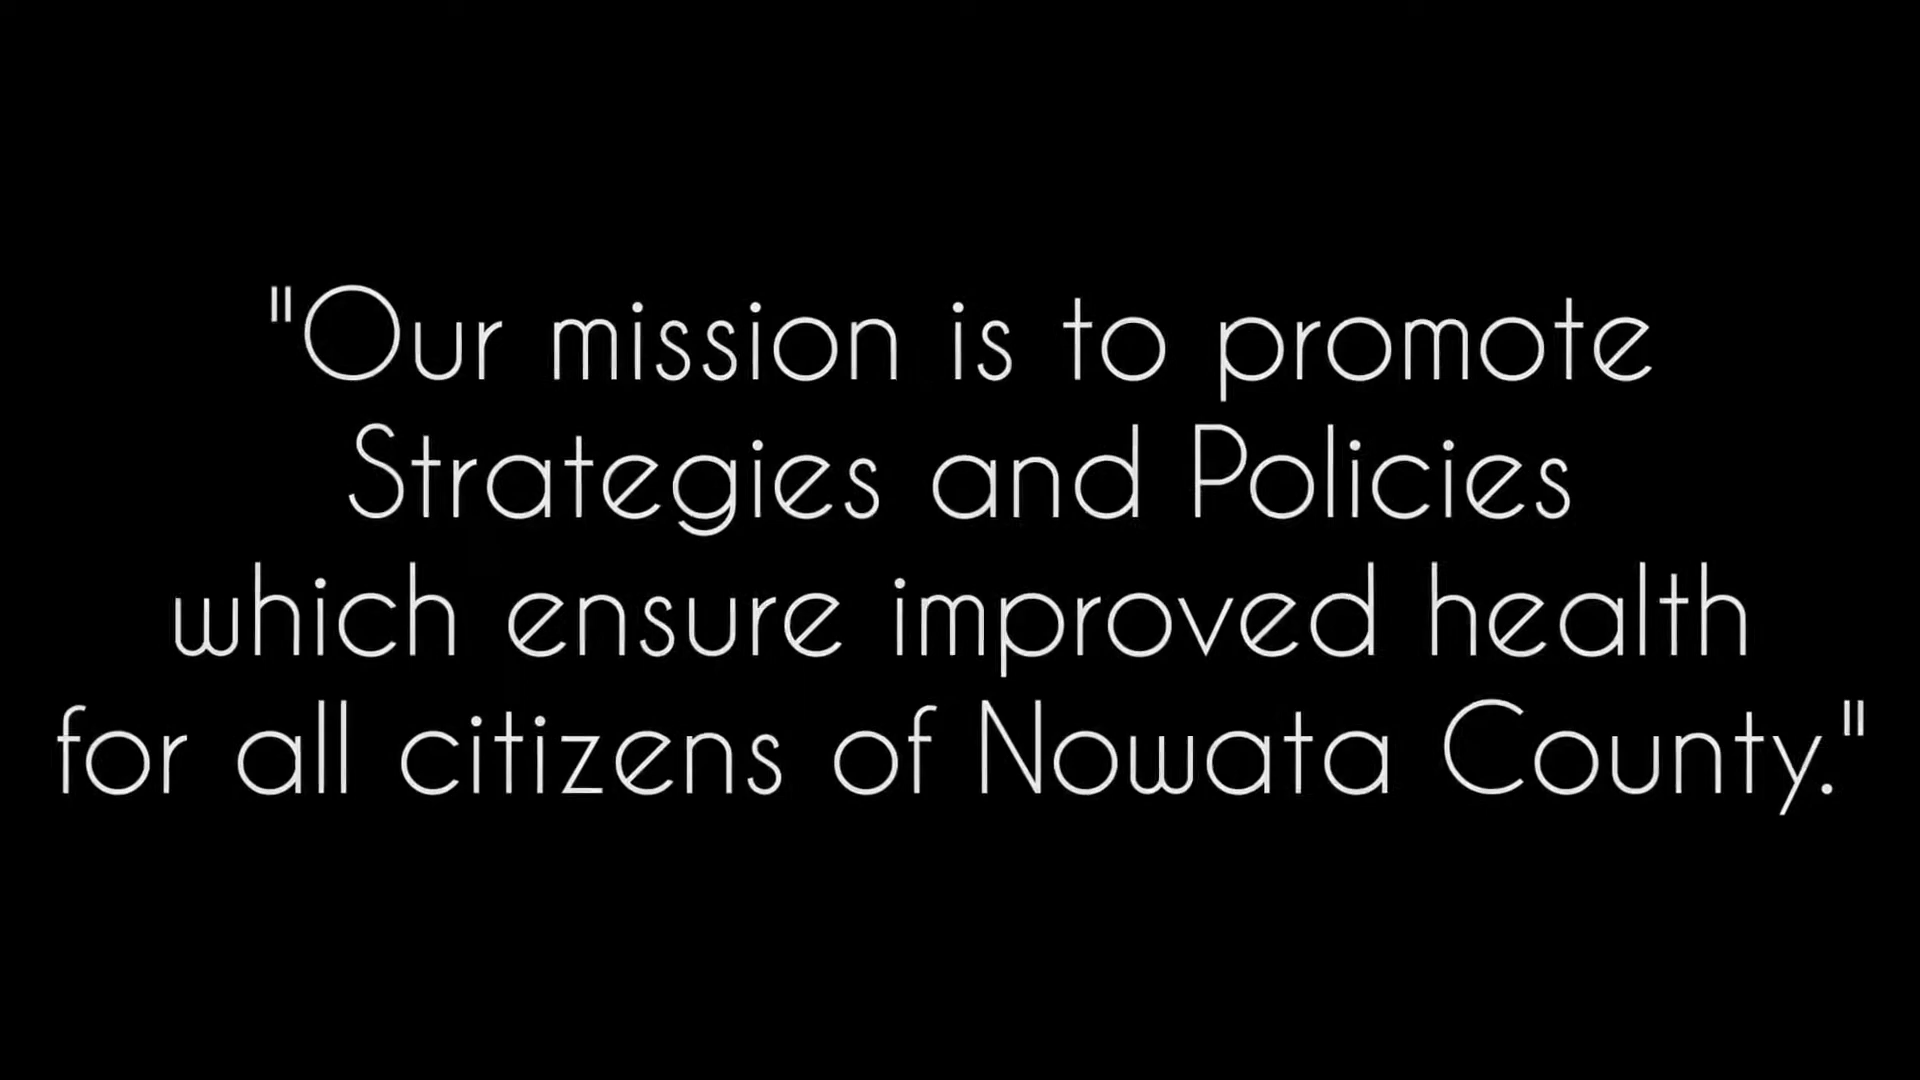 "Our mission is to promote
Strategies and Policies
which ensure improved health
for all citizens of Nowata County."